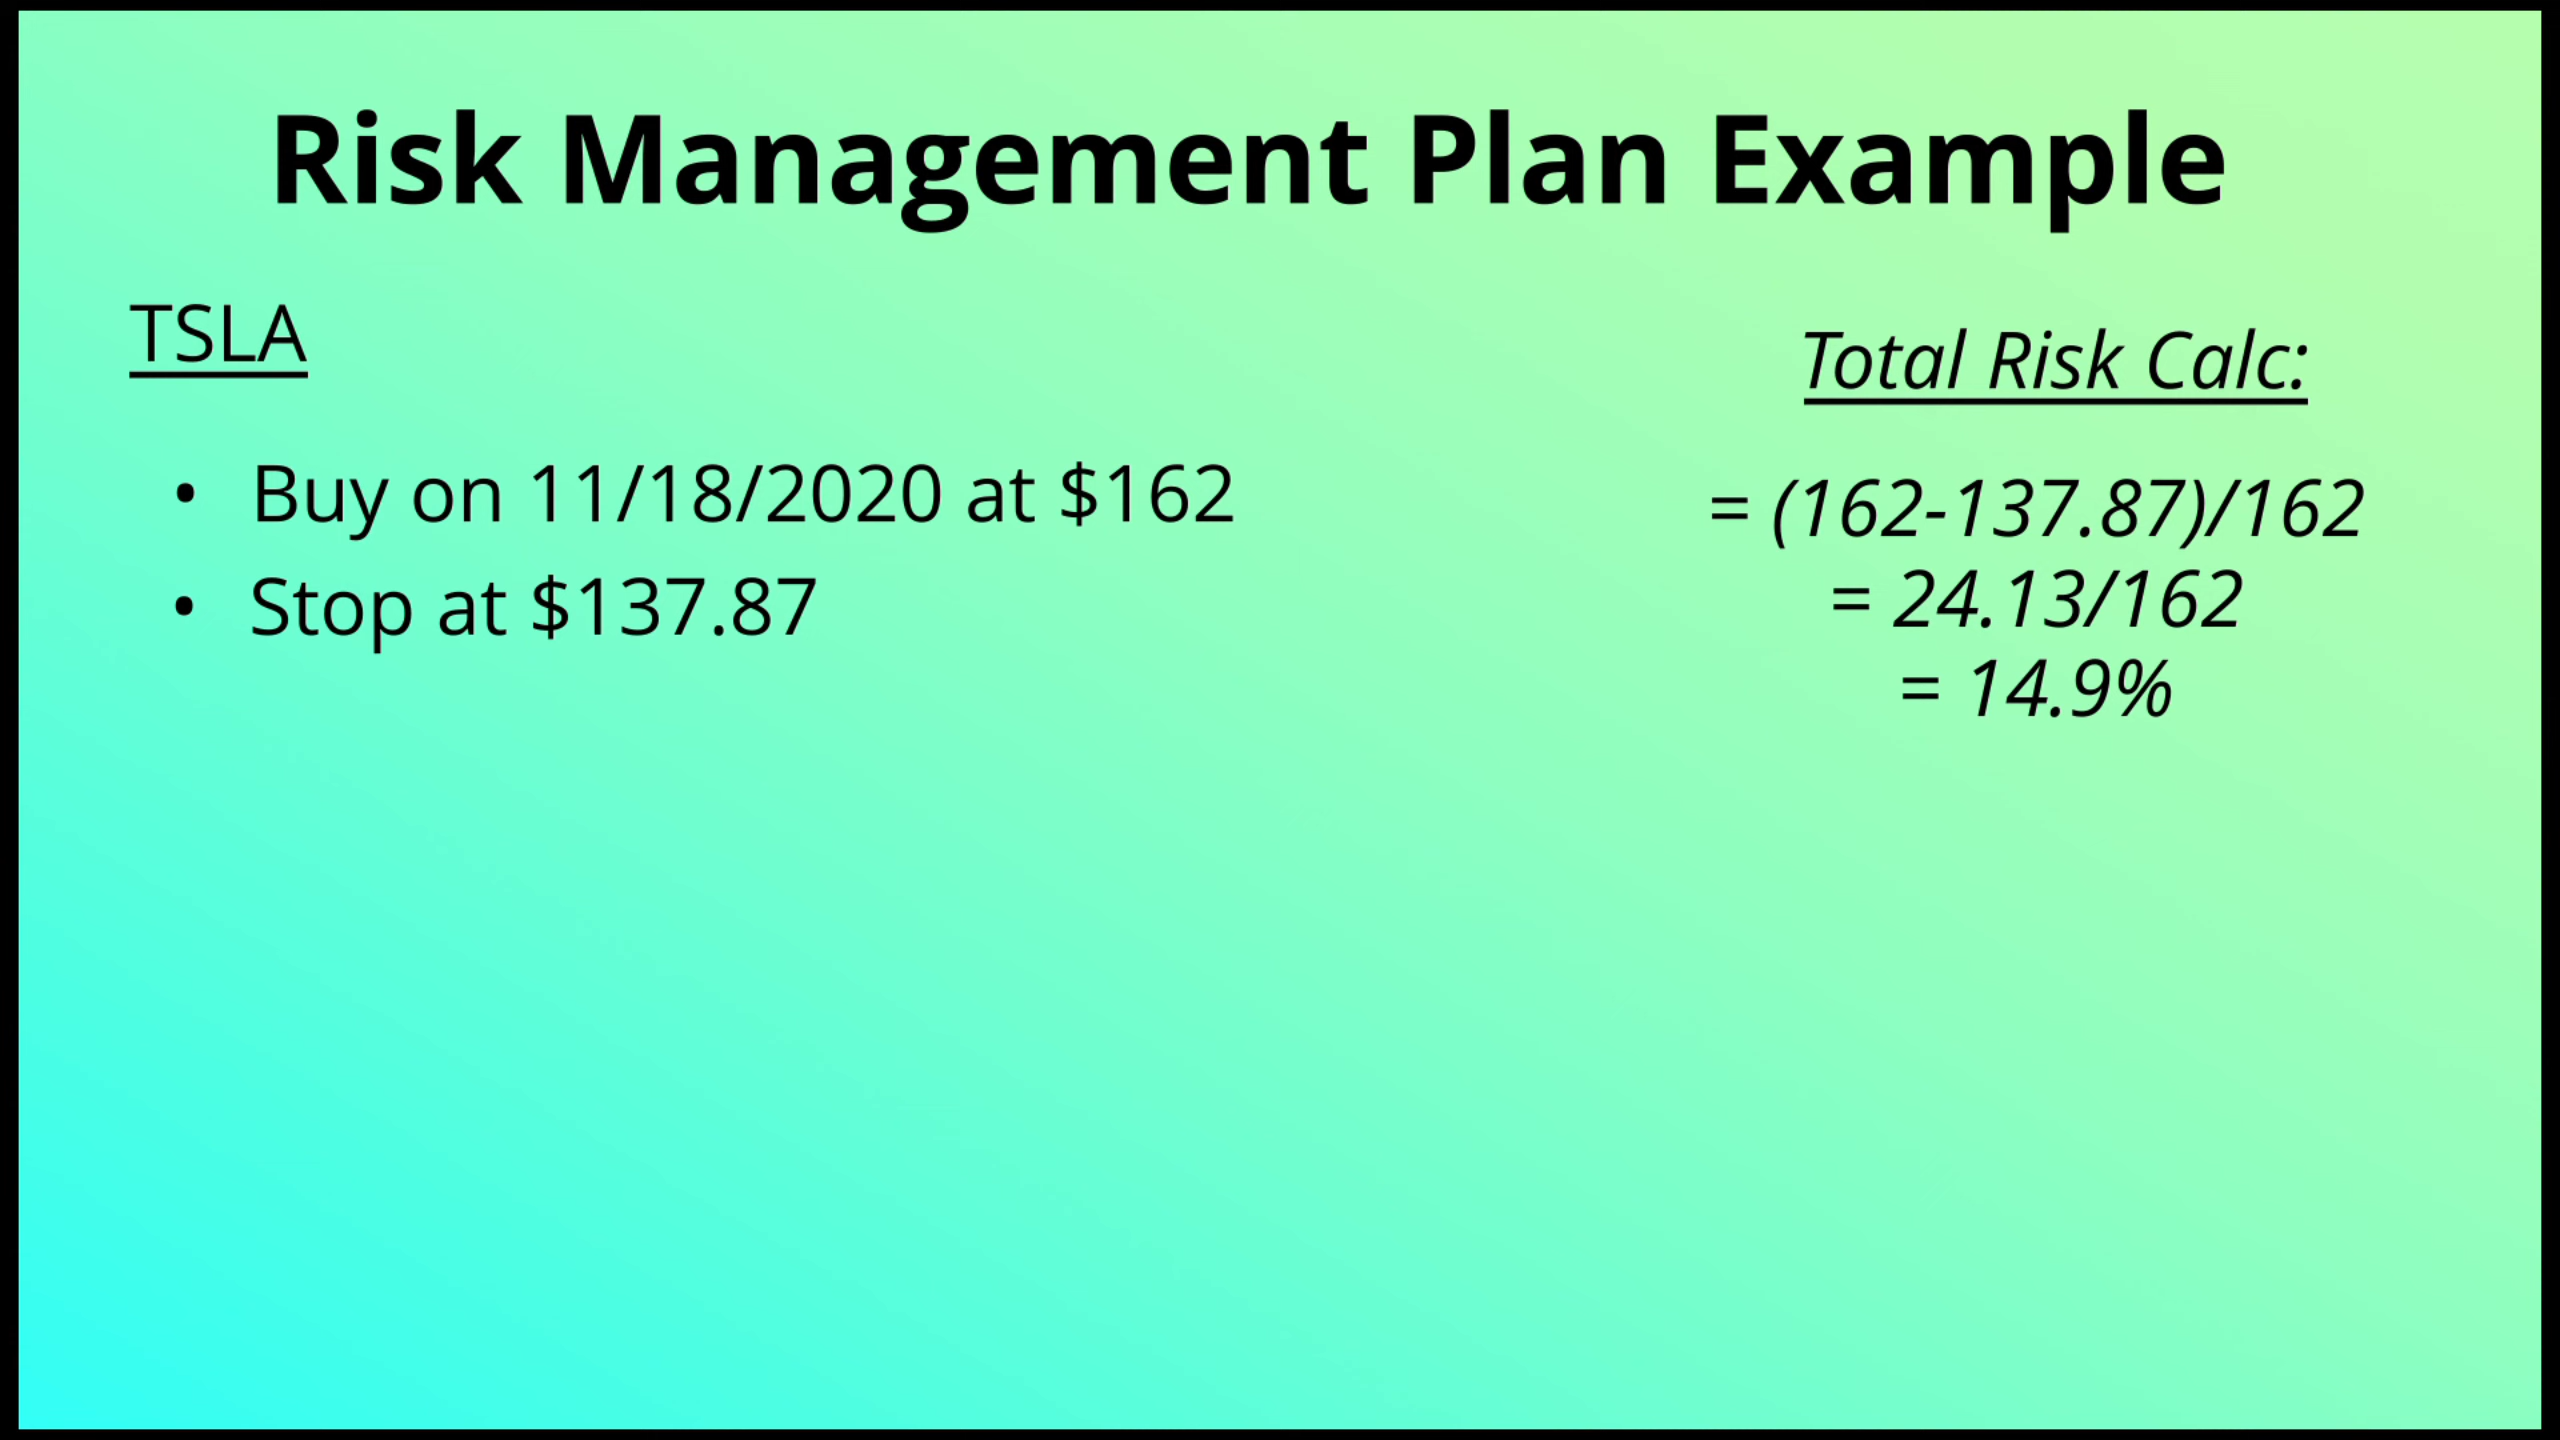 Risk Management Plan Example
TSLA
• Buy on 11/18/2020 at $162
• Stop at $137.87
Total Risk Calc:
= (162-137.87)/162
= 24.13/162
= 14.9%